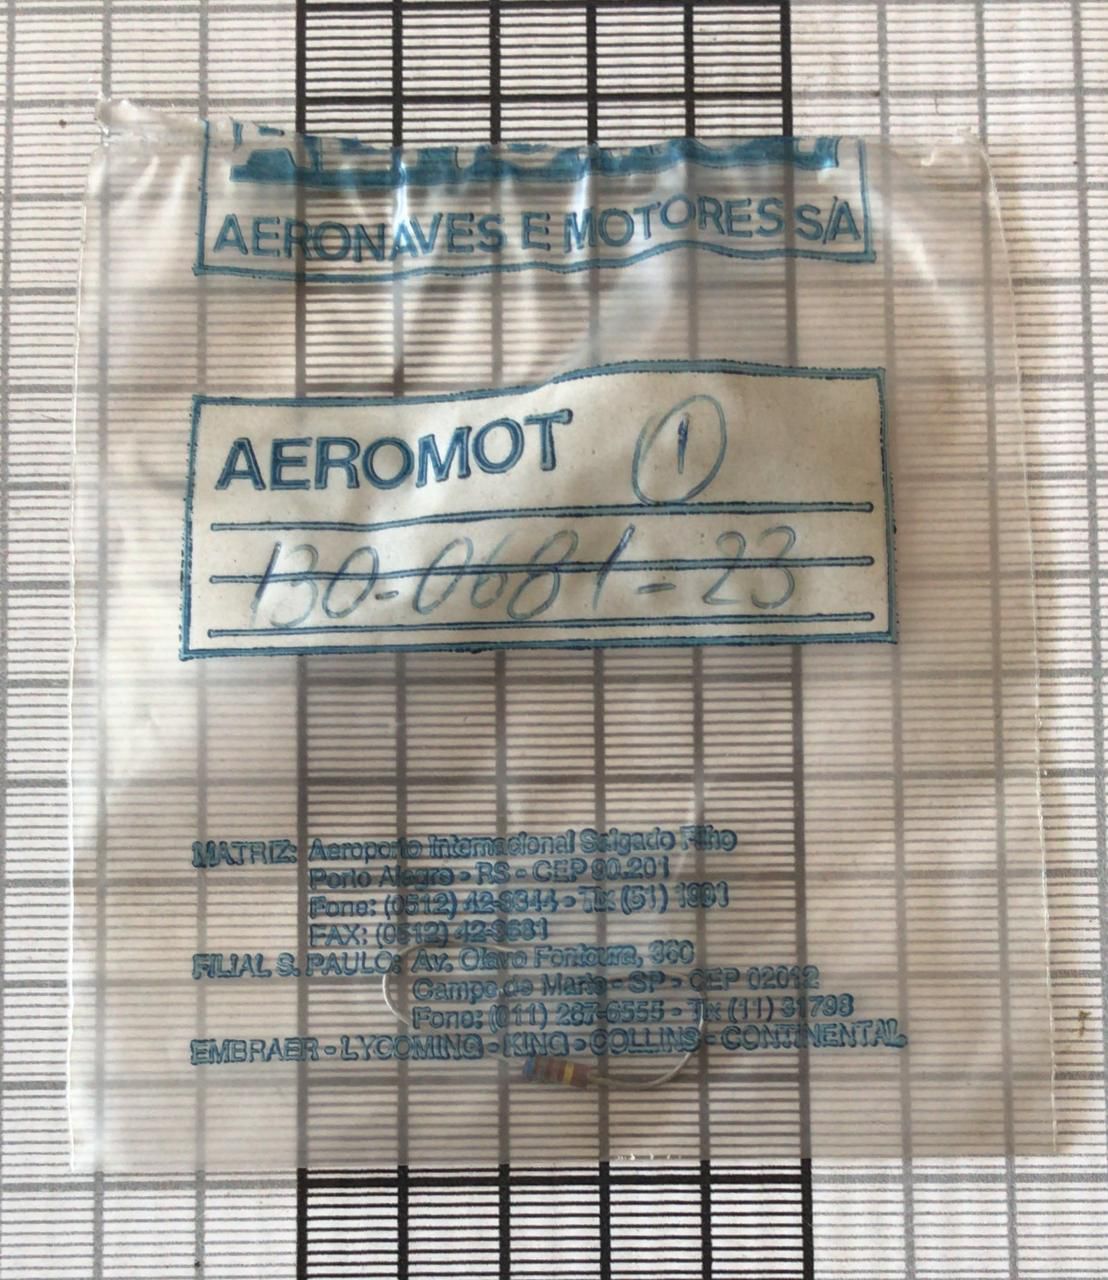 AERONAVES E MOTORES S/A
AEROMOT 1
130-0681-23
MATRIZ: Aeroporto Internacional Salgado Filho
Porto Alegre - RS - CEP 90.201
Fone: (0512) 42-3344 - Tlx (51) 1991
FAX: (0512) 42-3681
FILIAL S. PAULO: Av. Olavo Fontoura, 360
Campo de Marte - SP - CEP 02012
Fone: (011) 267-6555 - Tlx (11) 31798
EMBRAER - LYCOMING - KING - COLLINS - CONTINENTAL